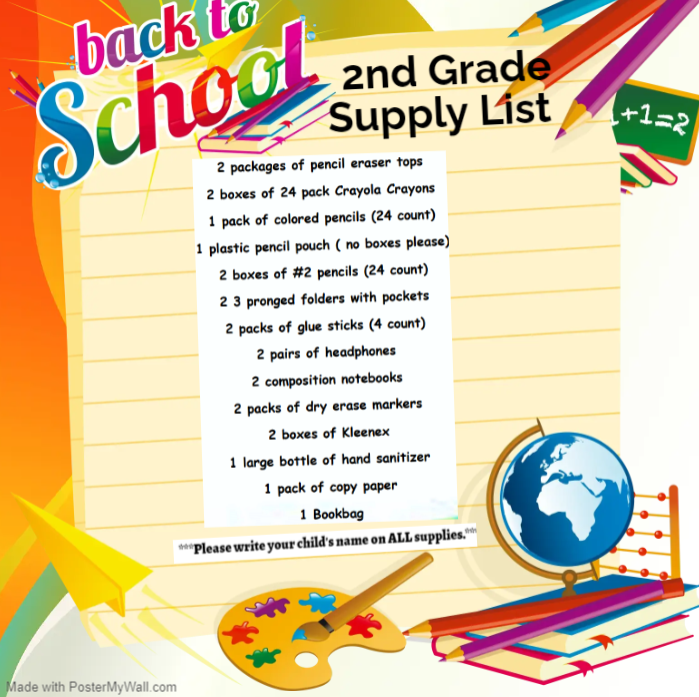 back to
School
2nd Grade
Supply List
1+1=2
2 packages of pencil eraser tops
2 boxes of 24 pack Crayola Crayons
1 pack of colored pencils (24 count)
1 plastic pencil pouch ( no boxes please)
2 boxes of #2 pencils (24 count)
2 3 pronged folders with pockets
2 packs of glue sticks (4 count)
2 pairs of headphones
2 composition notebooks
2 packs of dry erase markers
2 boxes of Kleenex
1 large bottle of hand sanitizer
1 pack of copy paper
1 Bookbag
***Please write your child's name on ALL supplies.***
Made with PosterMyWall.com